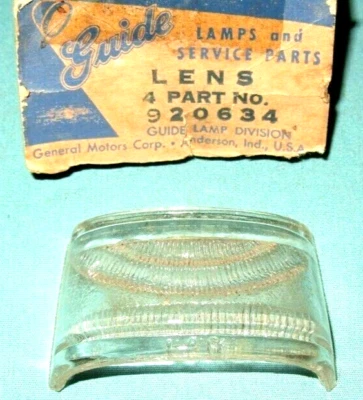 Guide
LAMPS and
SERVICE PARTS
LENS
4 PART NO.
920634
GUIDE LAMP DIVISION
General Motors Corp. • Anderson, Ind., U.S.A.